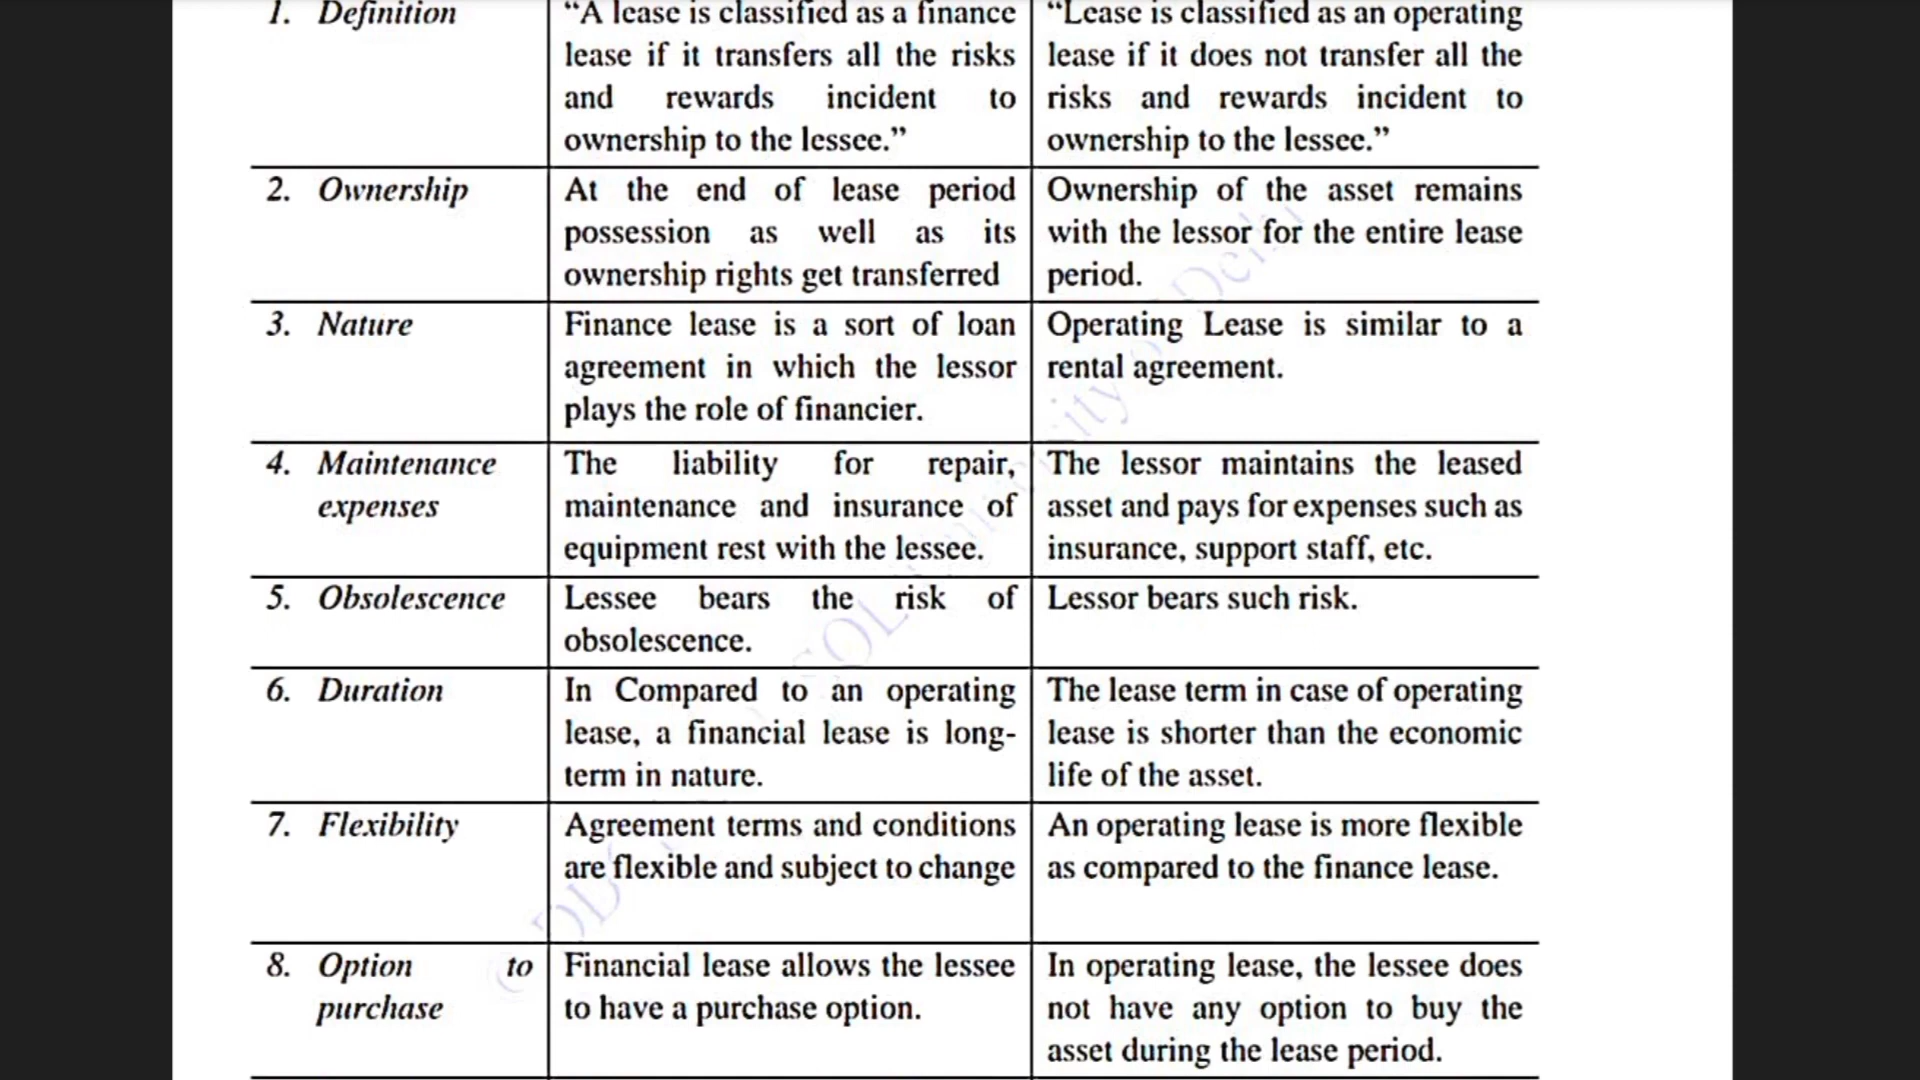 1. Definition
“A lease is classified as a finance
lease if it transfers all the risks
and rewards incident to
ownership to the lessee.”
“Lease is classified as an operating
lease if it does not transfer all the
risks and rewards incident to
ownership to the lessee.”
2. Ownership
At the end of lease period
possession as well as its
ownership rights get transferred
Ownership of the asset remains
with the lessor for the entire lease
period.
3. Nature
Finance lease is a sort of loan
agreement in which the lessor
plays the role of financier.
Operating Lease is similar to a
rental agreement.
4. Maintenance
expenses
The liability for repair,
maintenance and insurance of
equipment rest with the lessee.
The lessor maintains the leased
asset and pays for expenses such as
insurance, support staff, etc.
5. Obsolescence
Lessee bears the risk of
obsolescence.
Lessor bears such risk.
6. Duration
In Compared to an operating
lease, a financial lease is long-
term in nature.
The lease term in case of operating
lease is shorter than the economic
life of the asset.
7. Flexibility
Agreement terms and conditions
are flexible and subject to change
An operating lease is more flexible
as compared to the finance lease.
8. Option to
purchase
Financial lease allows the lessee
to have a purchase option.
In operating lease, the lessee does
not have any option to buy the
asset during the lease period.